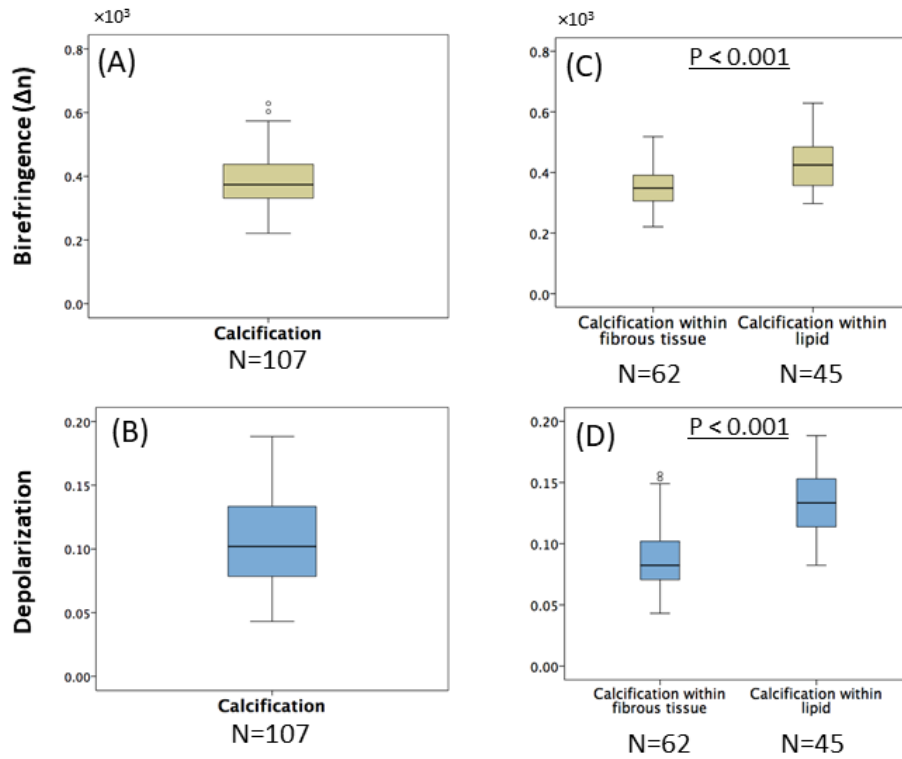 ×10³
0.8
(A)
0.6
0.4
0.2
0.0
Birefringence (Δn)
Calcification
N=107
×10³
0.8
(C)
P < 0.001
0.6
0.4
0.2
0.0
Calcification within
fibrous tissue
Calcification within
lipid
N=62
N=45
0.20
(B)
0.15
0.10
0.05
0.00
Depolarization
Calcification
N=107
0.20
(D)
P < 0.001
0.15
0.10
0.05
0.00
Calcification within
fibrous tissue
Calcification within
lipid
N=62
N=45